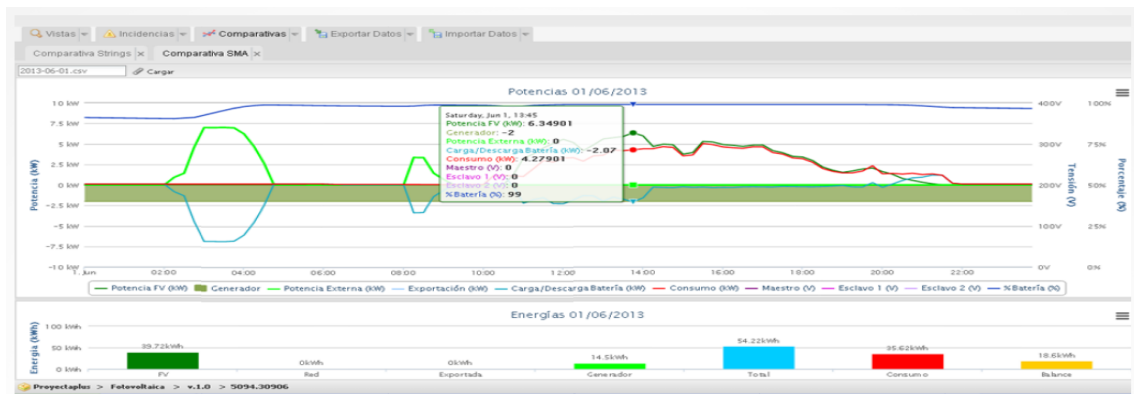 Vistas Incidencias Comparativas Exportar Datos Importar Datos
Comparativa Strings × Comparativa SMA ×
2013-06-01.csv Cargar
Potencias 01/06/2013
10 kW
7.5 kW
5 kW
2.5 kW
0 kW
-2.5 kW
-5 kW
-7.5 kW
-10 kW
Potencia (kW)
400V
300V
200V
100V
0V
Tensión (V)
100%
75%
50%
25%
0%
Porcentaje (%)
Saturday, Jun 1, 13:45
Potencia FV (kW): 6.34901
Generador: -2
Potencia Externa (kW): 0
Carga/Descarga Batería (kW): -2.07
Consumo (kW): 4.27901
Maestro (V): 0
Esclavo 1 (V): 0
Esclavo 2 (V): 0
%Batería (%): 99
1. Jun 02:00 04:00 06:00 08:00 10:00 12:00 14:00 16:00 18:00 20:00 22:00
Potencia FV (kW) Generador Potencia Externa (kW) Exportación (kW) Carga/Descarga Batería (kW) Consumo (kW) Maestro (V) Esclavo 1 (V) Esclavo 2 (V) %Batería (%)
Energías 01/06/2013
100 kWh
50 kWh
0 kWh
Energía (kWh)
39.72kWh 0kWh 0kWh 14.5kWh 54.22kWh 35.62kWh 18.6kWh
FV Red Exportada Generador Total Consumo Balance
Proyectaplus > Fotovoltaica > v.1.0 > 5094.30906